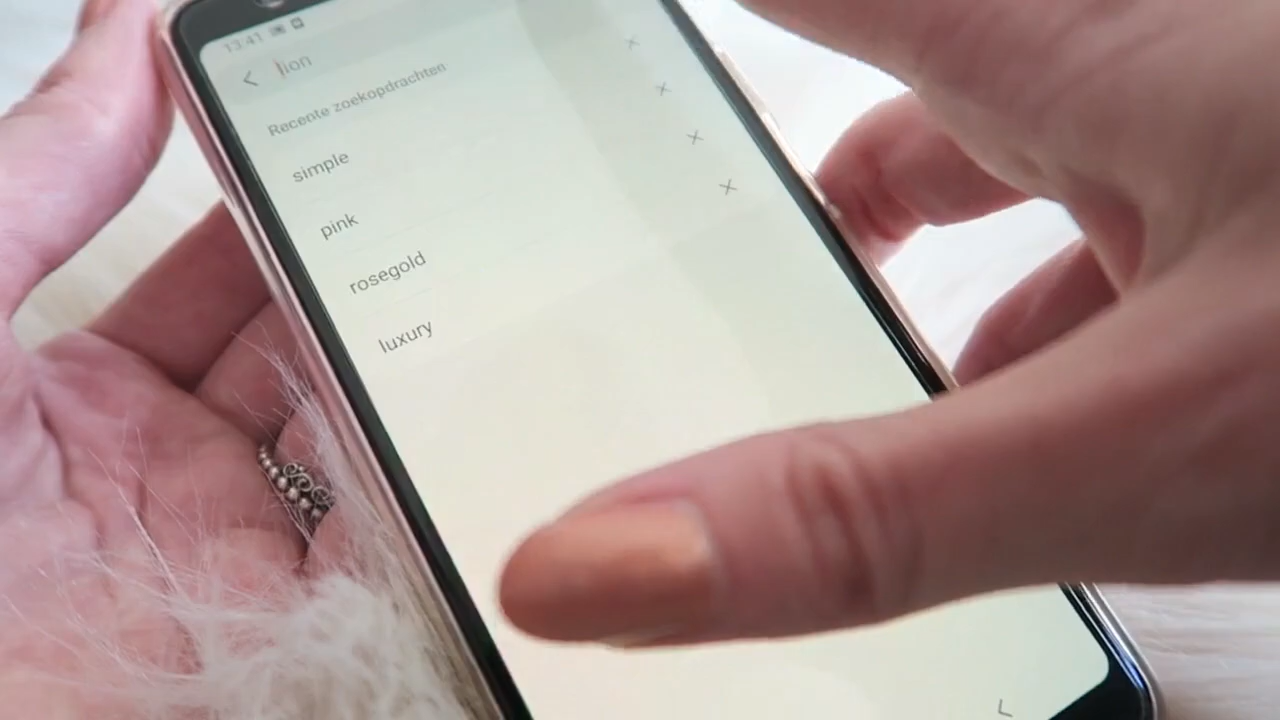 13:41
lion
Recente zoekopdrachten
simple
pink
rosegold
luxury